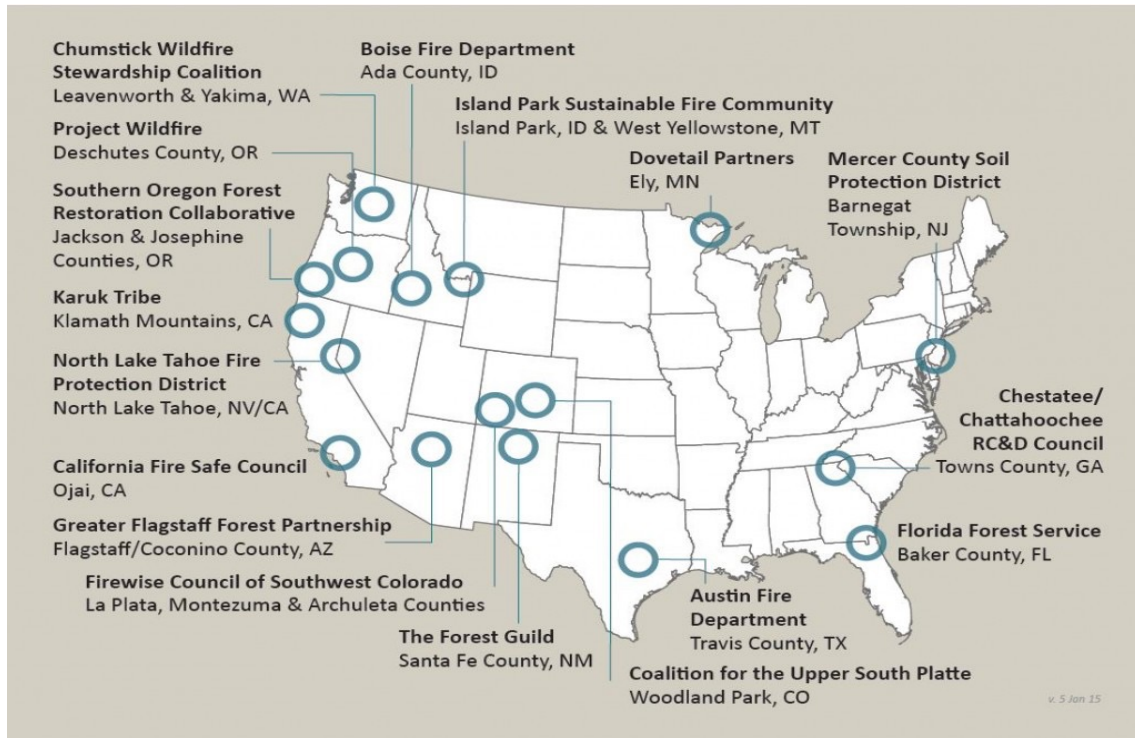 Chumstick Wildfire
Stewardship Coalition
Leavenworth & Yakima, WA
Boise Fire Department
Ada County, ID
Island Park Sustainable Fire Community
Island Park, ID & West Yellowstone, MT
Project Wildfire
Deschutes County, OR
Dovetail Partners
Ely, MN
Mercer County Soil
Protection District
Barnegat
Township, NJ
Southern Oregon Forest
Restoration Collaborative
Jackson & Josephine
Counties, OR
Karuk Tribe
Klamath Mountains, CA
North Lake Tahoe Fire
Protection District
North Lake Tahoe, NV/CA
Chestatee/
Chattahoochee
RC&D Council
Towns County, GA
California Fire Safe Council
Ojai, CA
Greater Flagstaff Forest Partnership
Flagstaff/Coconino County, AZ
Florida Forest Service
Baker County, FL
Firewise Council of Southwest Colorado
La Plata, Montezuma & Archuleta Counties
Austin Fire
Department
Travis County, TX
The Forest Guild
Santa Fe County, NM
Coalition for the Upper South Platte
Woodland Park, CO
v. 5 Jan 15